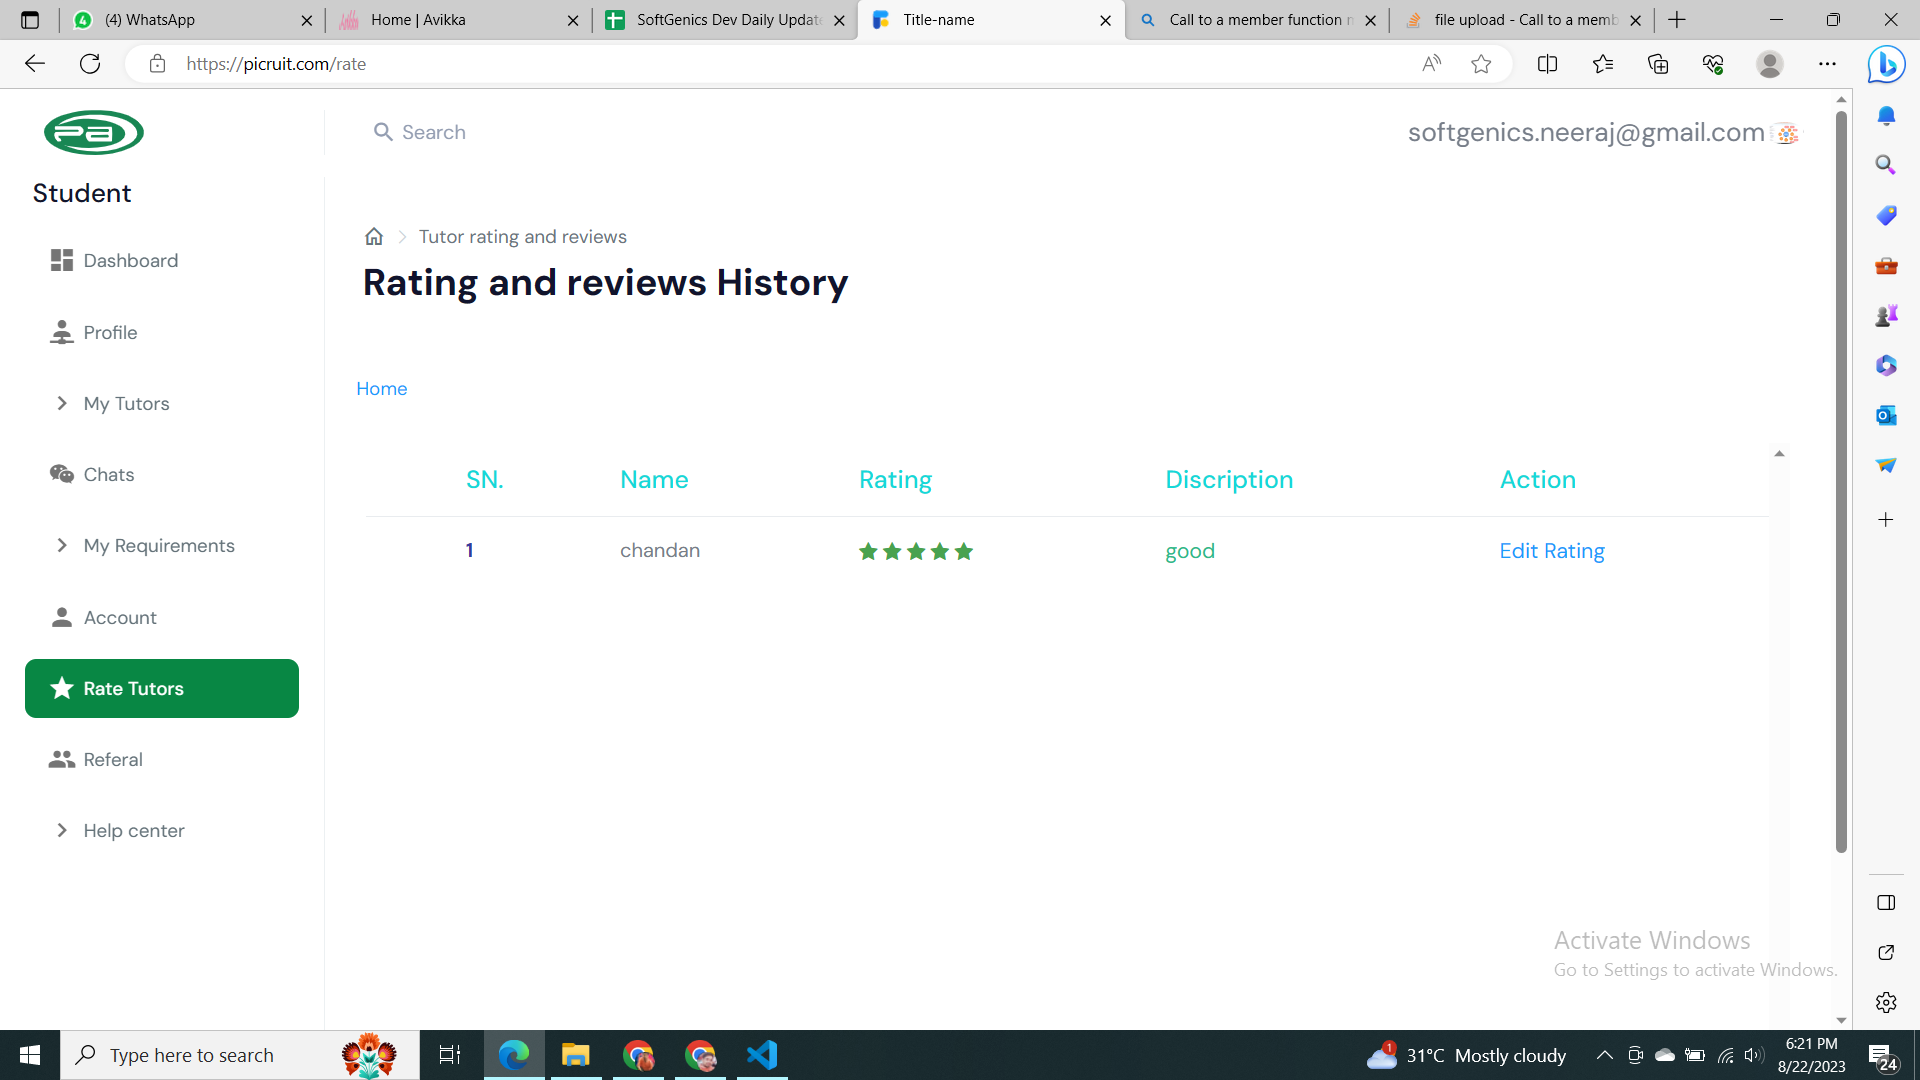 (4) WhatsApp
Home | Avikka
SoftGenics Dev Daily Update
Title-name
Call to a member function
file upload - Call to a memb
https://picruit.com/rate
PA
Search
softgenics.neeraj@gmail.com
Student
Dashboard
Profile
My Tutors
Chats
My Requirements
Account
Rate Tutors
Referal
Help center
Tutor rating and reviews
Rating and reviews History
Home
SN. Name Rating Discription Action
1 chandan good Edit Rating
Activate Windows
Go to Settings to activate Windows.
Type here to search
1
31°C Mostly cloudy
6:21 PM
8/22/2023
24